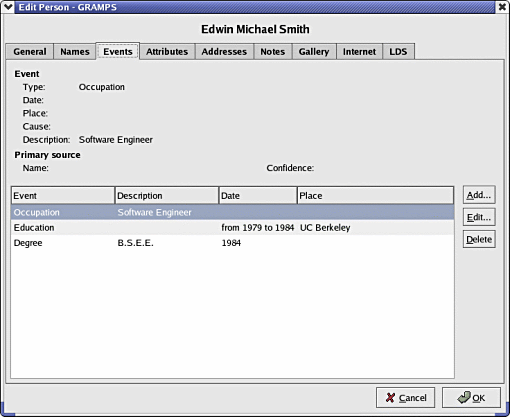 Edit Person - GRAMPS
Edwin Michael Smith
General Names Events Attributes Addresses Notes Gallery Internet LDS
Event
Type: Occupation
Date:
Place:
Cause:
Description: Software Engineer
Primary source
Name: Confidence:
Event Description Date Place
Add...
Occupation Software Engineer
Edit...
Education from 1979 to 1984 UC Berkeley
Delete
Degree B.S.E.E. 1984
Cancel OK